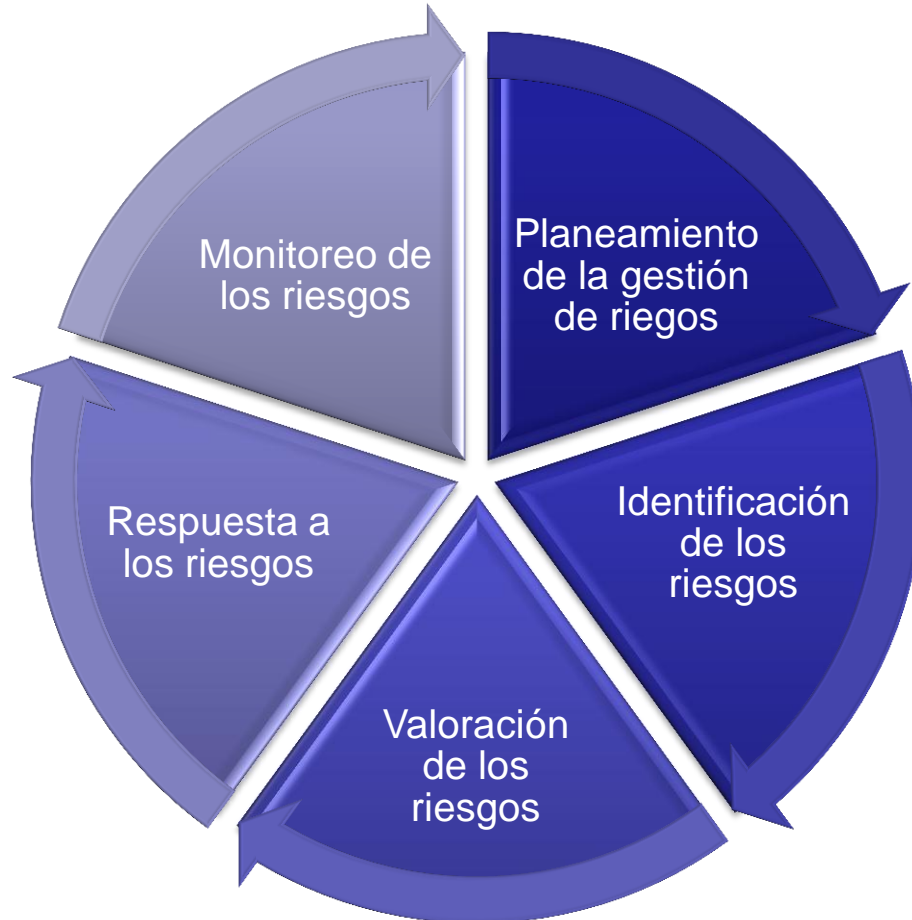 Planeamiento
de la gestión
de riegos
Identificación
de los
riesgos
Valoración
de los
riesgos
Respuesta a
los riesgos
Monitoreo de
los riesgos